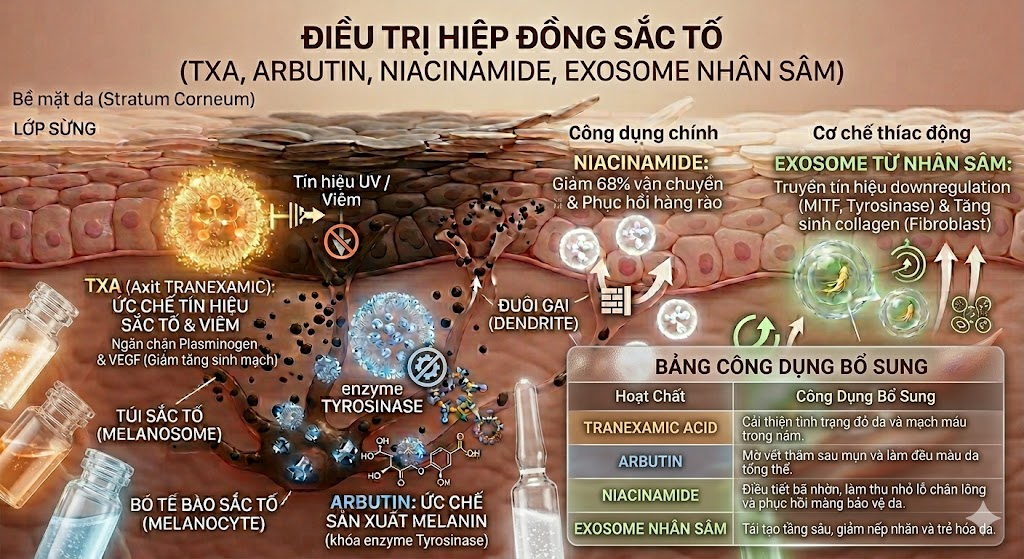 ĐIỀU TRỊ HIỆP ĐỒNG SẮC TỐ
(TXA, ARBUTIN, NIACINAMIDE, EXOSOME NHÂN SÂM)
Bề mặt da (Stratum Corneum)
LỚP SỪNG
Tín hiệu UV /
Viêm
TXA (Axit TRANEXAMIC):
ỨC CHẾ TÍN HIỆU
SẮC TỐ & VIÊM
Ngăn chặn Plasminogen
& VEGF (Giảm tăng sinh mạch)
TÚI SẮC TỐ
(MELANOSOME)
BÓ TẾ BÀO SẮC TỐ
(MELANOCYTE)
enzyme
TYROSINASE
ARBUTIN: ỨC CHẾ
SẢN XUẤT MELANIN
(khóa enzyme Tyrosinase)
ĐUÔI GAI
(DENDRITE)
Công dụng chính
NIACINAMIDE:
Giảm 68% vận chuyển
& Phục hồi hàng rào
Cơ chế thíac động
EXOSOME TỪ NHÂN SÂM:
Truyền tín hiệu downregulation
(MITF, Tyrosinase) & Tăng
sinh collagen (Fibroblast)
BẢNG CÔNG DỤNG BỔ SUNG
Hoạt Chất Công Dụng Bổ Sung
TRANEXAMIC ACID Cải thiện tình trạng đỏ da và mạch máu
trong nám.
ARBUTIN Mờ vết thâm sau mụn và làm đều màu da
tổng thể.
NIACINAMIDE Điều tiết bã nhờn, làm thu nhỏ lỗ chân lông
và phục hồi màng bảo vệ da.
EXOSOME NHÂN SÂM Tái tạo tầng sâu, giảm nếp nhăn và trẻ hóa da.